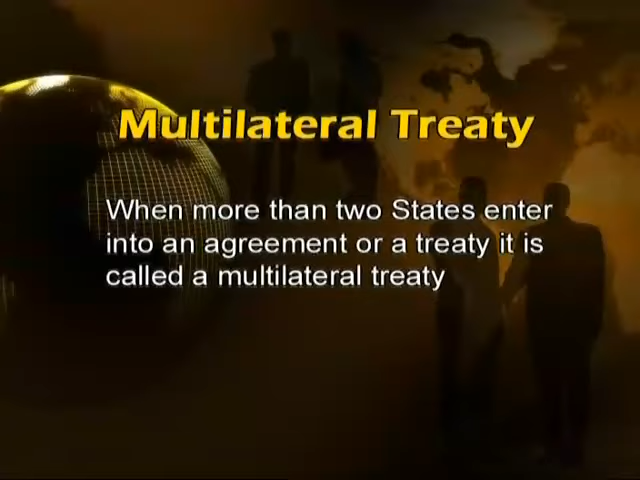 Multilateral Treaty
When more than two States enter
into an agreement or a treaty it is
called a multilateral treaty